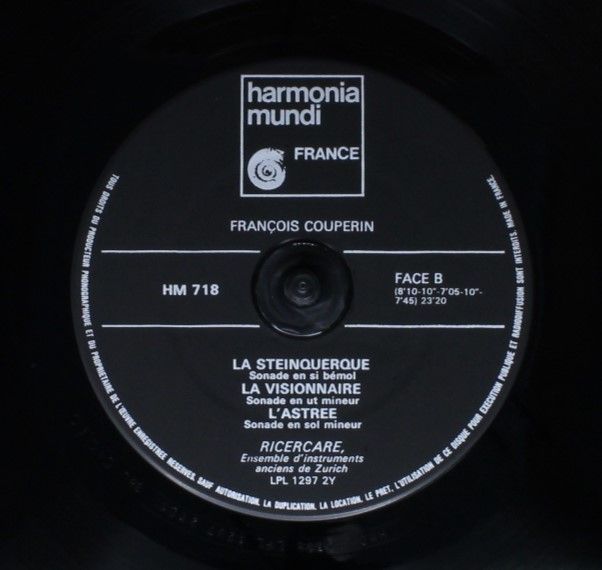 harmonia
mundi
FRANCE
FRANÇOIS COUPERIN
HM 718
FACE B
(8'10-10"-7'05-10"-
7'45) 23'20
LA STEINQUERQUE
Sonade en si bémol
LA VISIONNAIRE
Sonade en ut mineur
L'ASTREE
Sonade en sol mineur
RICERCARE,
Ensemble d'instruments
anciens de Zurich
LPL 1297 2Y
TOUS DROITS DU PRODUCTEUR PHONOGRAPHIQUE ET DU PROPRIETAIRE DE L'ŒUVRE ENREGISTREE RESERVES. SAUF AUTORISATION, LA DUPLICATION, LA LOCATION, LE PRET, L'UTILISATION DE CE DISQUE POUR EXECUTION PUBLIQUE ET RADIODIFFUSION SONT INTERDITS. MADE IN FRANCE.